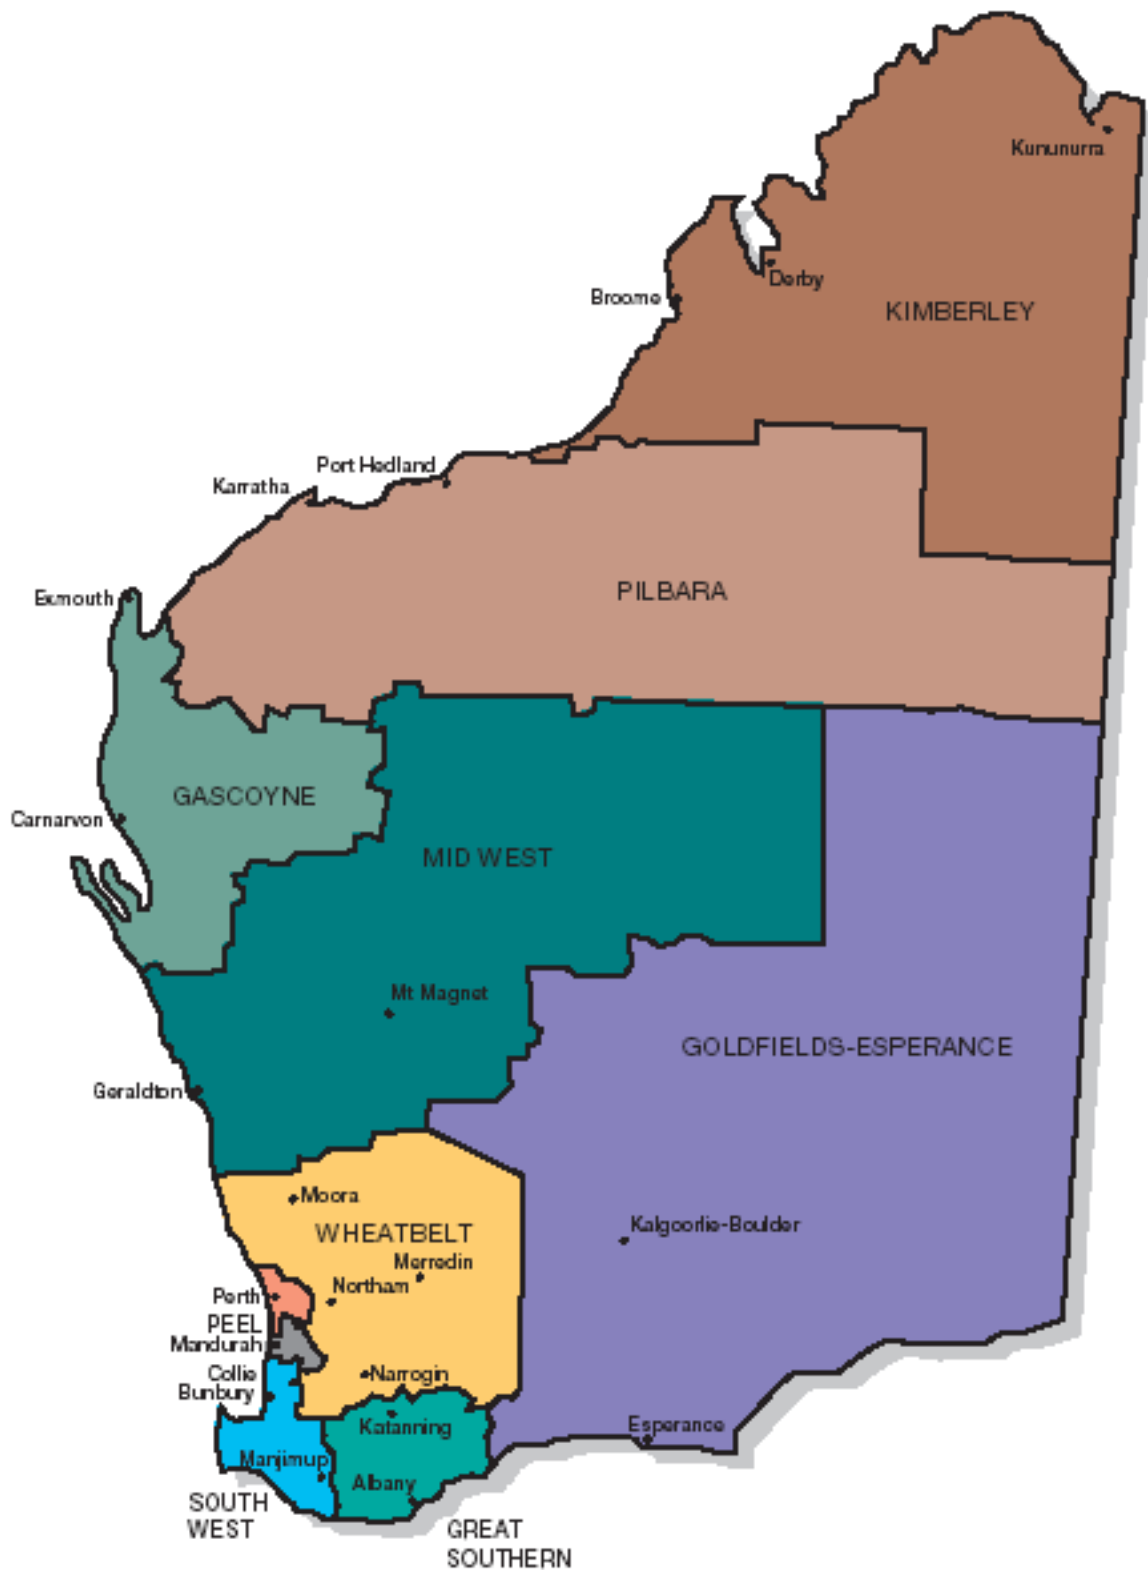 Kununurra
Derby
Broome
KIMBERLEY
Port Hedland
Karratha
PILBARA
Exmouth
GASCOYNE
Carnarvon
MID WEST
Mt Magnet
GOLDFIELDS-ESPERANCE
Geraldton
Moora
Kalgoorlie-Boulder
WHEATBELT
Merredin
Northam
Perth
PEEL
Mandurah
Collie
Narrogin
Bunbury
Katanning
Esperance
Manjimup
Albany
SOUTH
WEST
GREAT
SOUTHERN